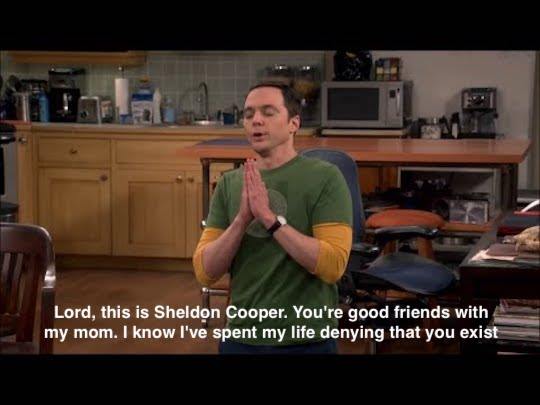 Lord, this is Sheldon Cooper. You're good friends with
my mom. I know I've spent my life denying that you exist